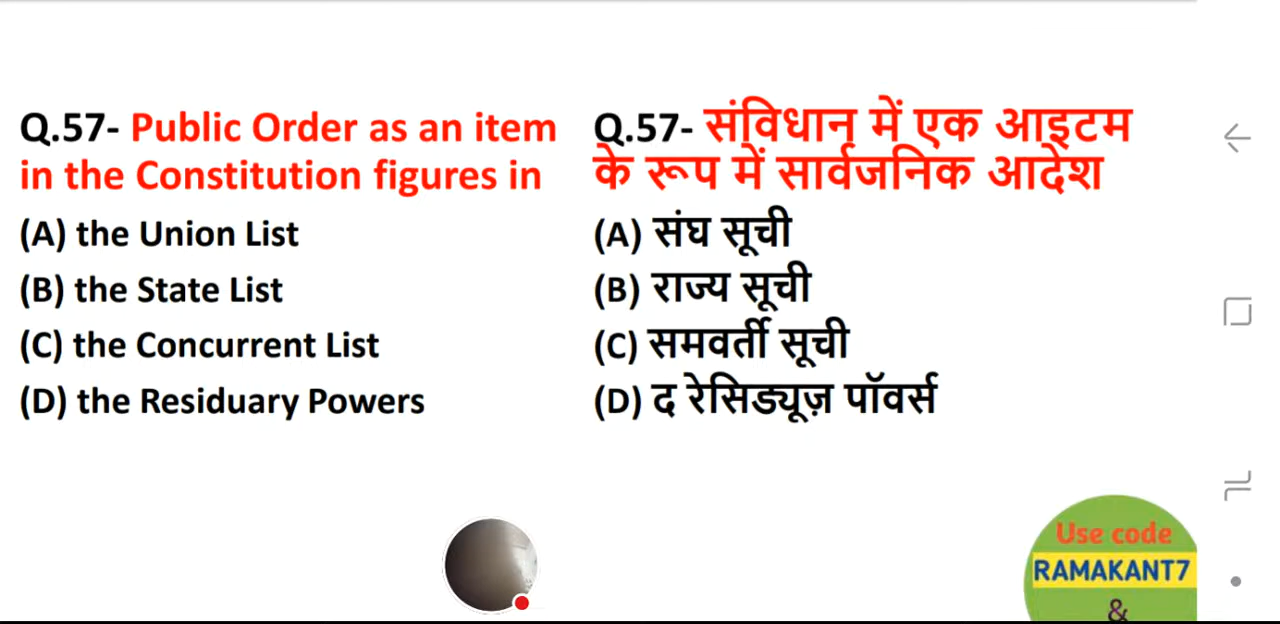 Q.57- Public Order as an item
in the Constitution figures in
(A) the Union List
(B) the State List
(C) the Concurrent List
(D) the Residuary Powers
Q.57- संविधान में एक आइटम
के रूप में सार्वजनिक आदेश
(A) संघ सूची
(B) राज्य सूची
(C) समवर्ती सूची
(D) द रेसिड्यूज़ पॉवर्स
Use code
RAMAKANT7
&